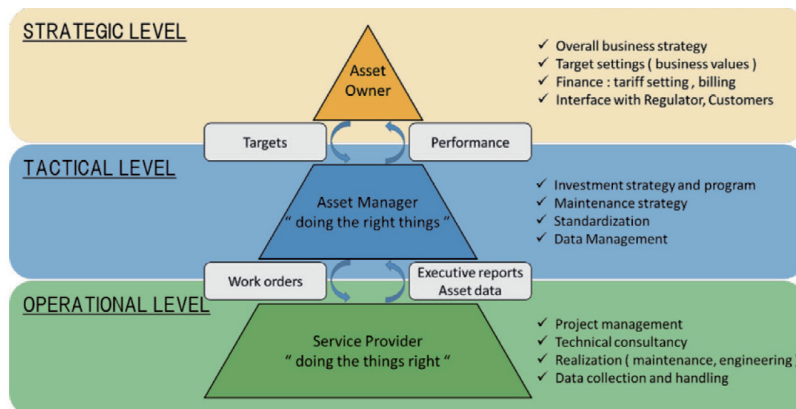 STRATEGIC LEVEL
Asset
Owner
✓ Overall business strategy
✓ Target settings ( business values )
✓ Finance : tariff setting , billing
✓ Interface with Regulator, Customers
Targets
Performance
TACTICAL LEVEL
Asset Manager
“ doing the right things “
✓ Investment strategy and program
✓ Maintenance strategy
✓ Standardization
✓ Data Management
Work orders
Executive reports
Asset data
OPERATIONAL LEVEL
Service Provider
“ doing the things right “
✓ Project management
✓ Technical consultancy
✓ Realization ( maintenance, engineering )
✓ Data collection and handling